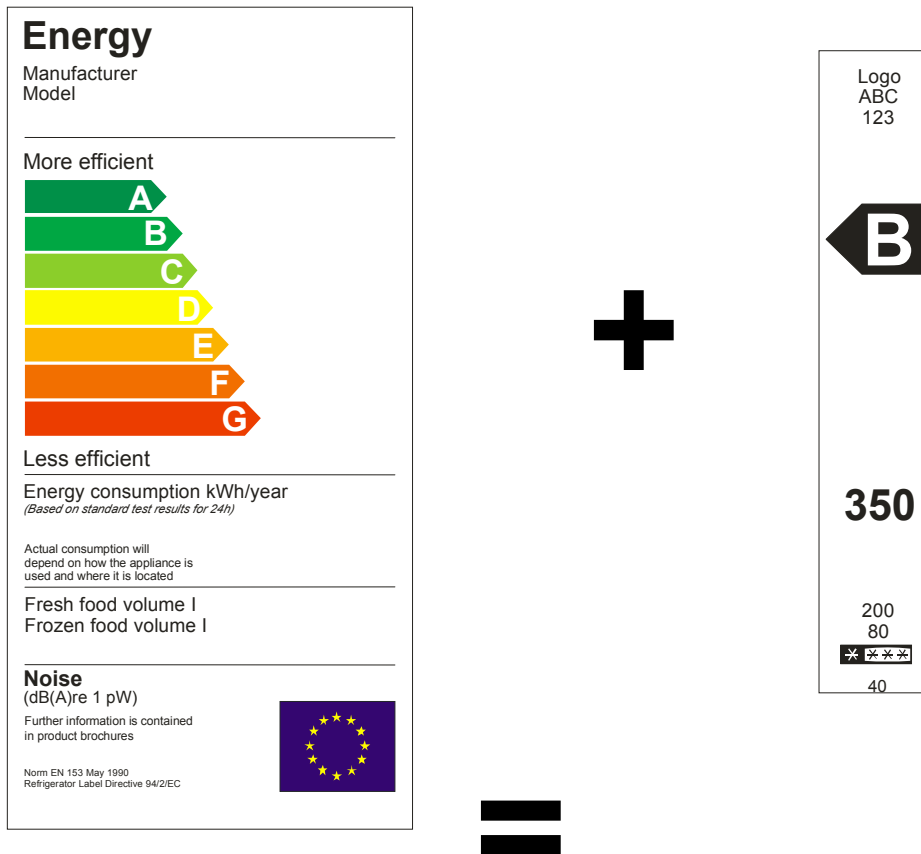 Energy
Manufacturer
Model
More efficient
A
B
C
D
E
F
G
Less efficient
Energy consumption kWh/year
(Based on standard test results for 24h)
Actual consumption will
depend on how the appliance is
used and where it is located
Fresh food volume l
Frozen food volume l
Noise
(dB(A)re 1 pW)
Further information is contained
in product brochures
Norm EN 153 May 1990
Refrigerator Label Directive 94/2/EC
+
Logo
ABC
123
B
350
200
80
* ***
40
=